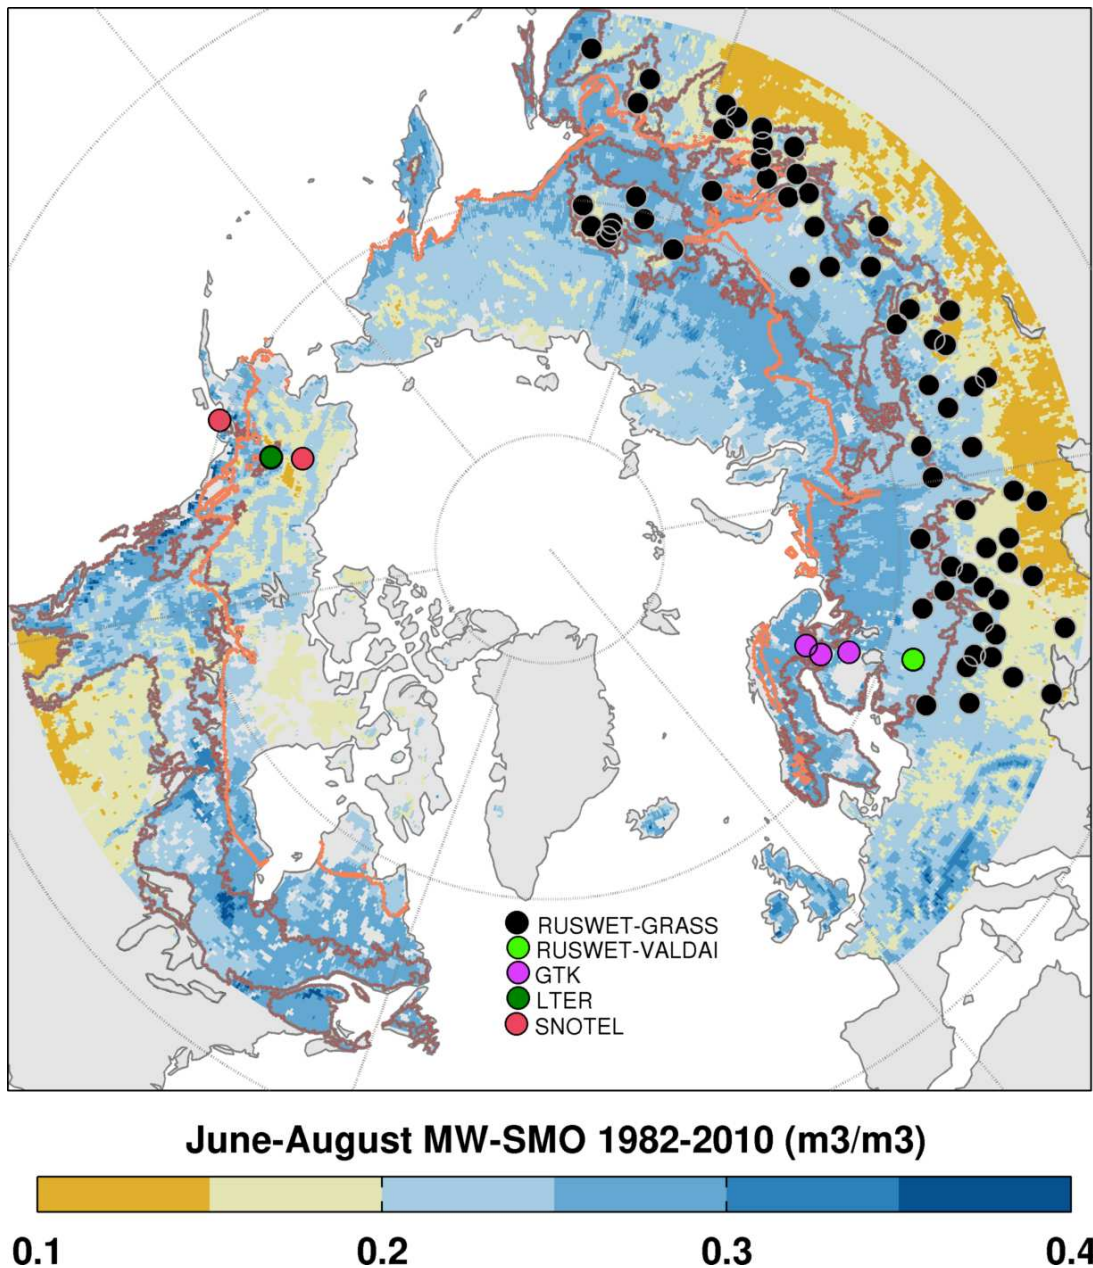 RUSWET-GRASS
RUSWET-VALDAI
GTK
LTER
SNOTEL
June-August MW-SMO 1982-2010 (m3/m3)
0.1 0.2 0.3 0.4